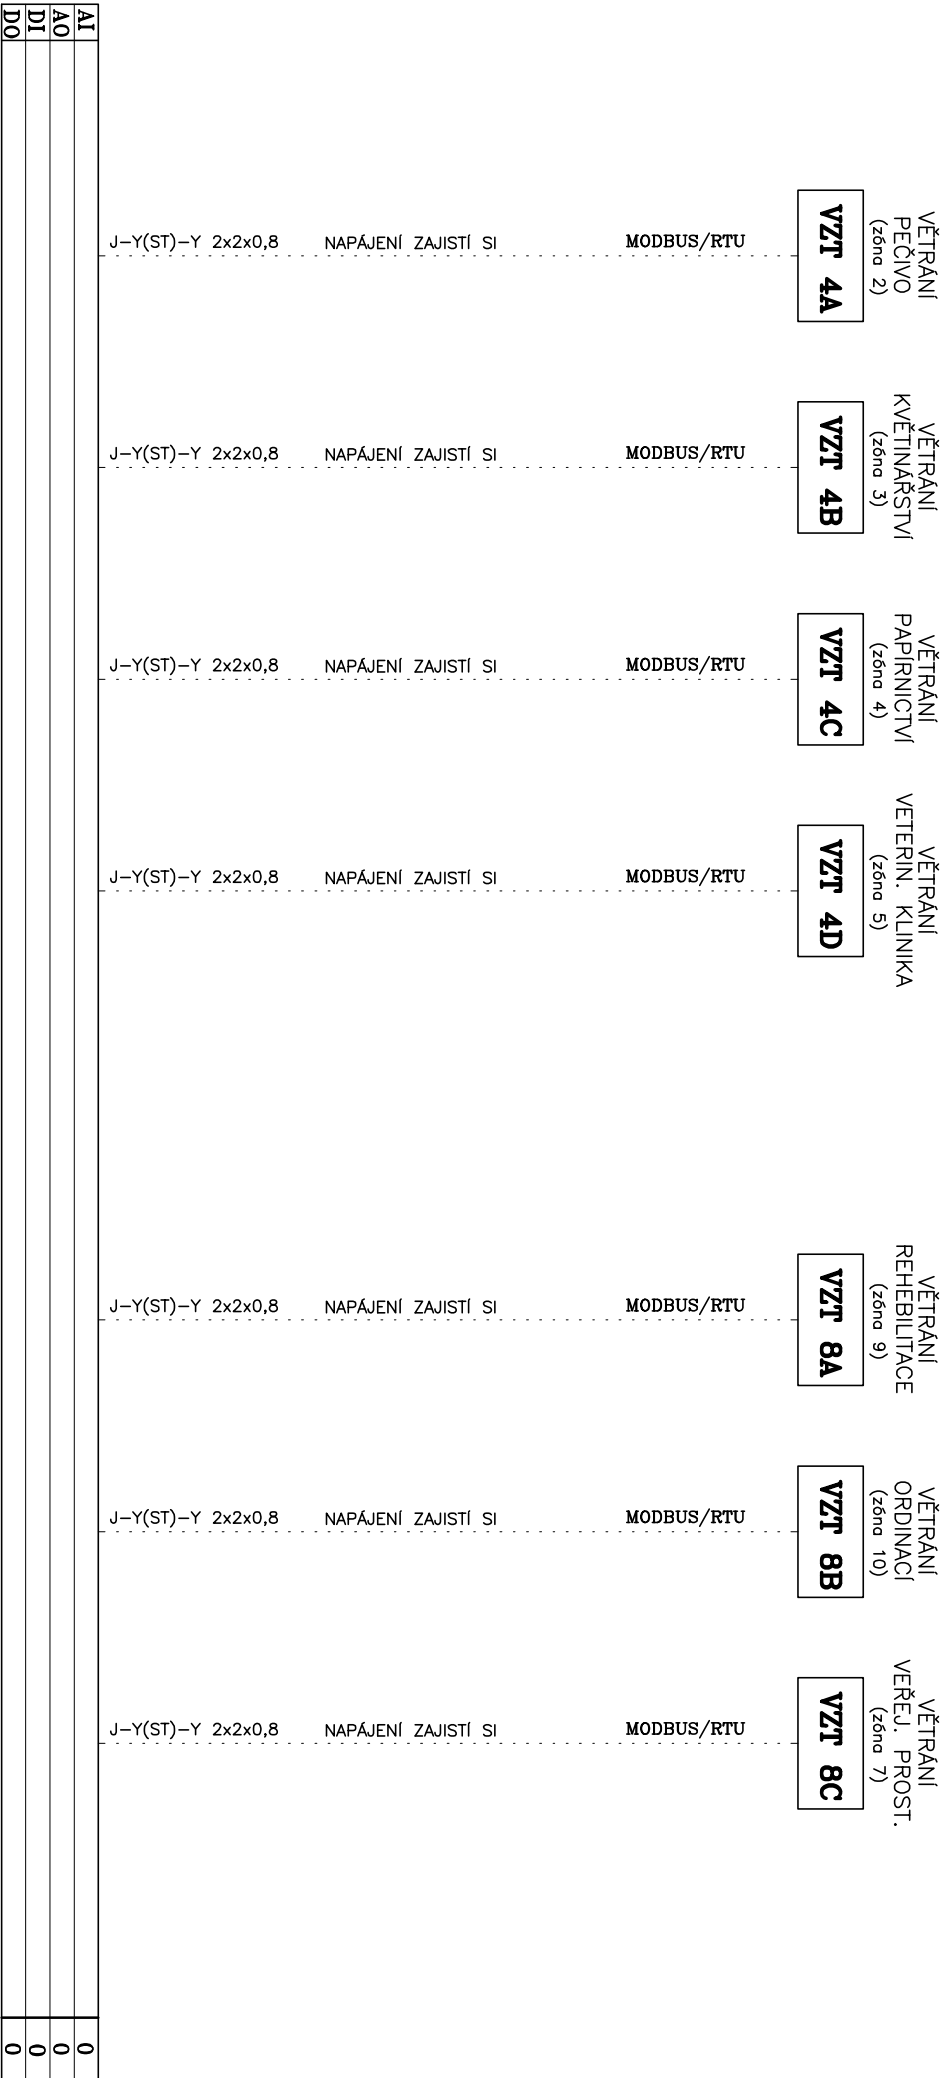 VĚTRÁNÍ
PEČIVO
(zóna 2)
VZT 4A
MODBUS/RTU
NAPÁJENÍ ZAJISTÍ SI
J-Y(ST)-Y 2x2x0,8
VĚTRÁNÍ
KVĚTINÁŘSTVÍ
(zóna 3)
VZT 4B
MODBUS/RTU
NAPÁJENÍ ZAJISTÍ SI
J-Y(ST)-Y 2x2x0,8
VĚTRÁNÍ
PAPÍRNICTVÍ
(zóna 4)
VZT 4C
MODBUS/RTU
NAPÁJENÍ ZAJISTÍ SI
J-Y(ST)-Y 2x2x0,8
VĚTRÁNÍ
VETERIN. KLINIKA
(zóna 5)
VZT 4D
MODBUS/RTU
NAPÁJENÍ ZAJISTÍ SI
J-Y(ST)-Y 2x2x0,8
VĚTRÁNÍ
REHEBILITACE
(zóna 9)
VZT 8A
MODBUS/RTU
NAPÁJENÍ ZAJISTÍ SI
J-Y(ST)-Y 2x2x0,8
VĚTRÁNÍ
ORDINACÍ
(zóna 10)
VZT 8B
MODBUS/RTU
NAPÁJENÍ ZAJISTÍ SI
J-Y(ST)-Y 2x2x0,8
VĚTRÁNÍ
VEŘEJ. PROST.
(zóna 7)
VZT 8C
MODBUS/RTU
NAPÁJENÍ ZAJISTÍ SI
J-Y(ST)-Y 2x2x0,8
AI 0
AO 0
DI 0
DO 0